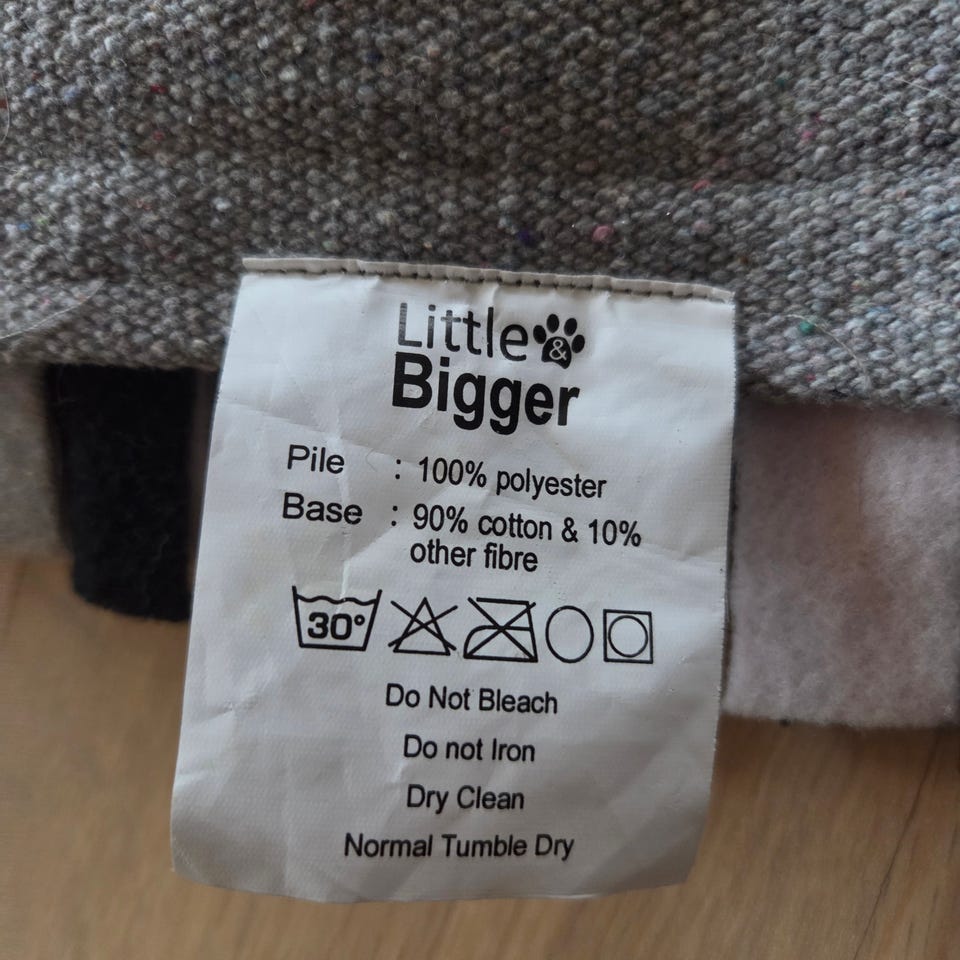 Little &
Bigger
Pile : 100% polyester
Base : 90% cotton & 10%
other fibre
30°
Do Not Bleach
Do not Iron
Dry Clean
Normal Tumble Dry